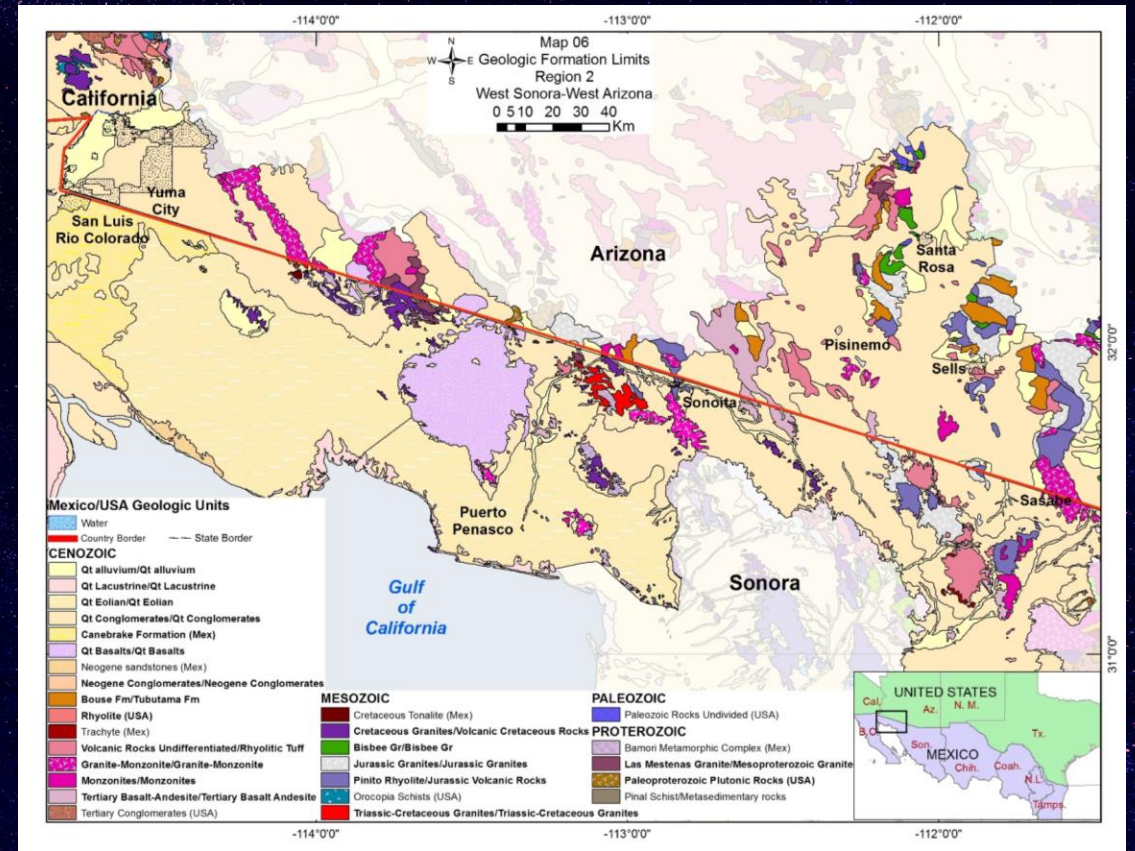 -114°0'0"
-113°0'0"
-112°0'0"
N
W E
S
Map 06
Geologic Formation Limits
Region 2
West Sonora-West Arizona
0 5 10 20 30 40
Km
California
Yuma
City
San Luis
Rio Colorado
Arizona
Santa
Rosa
Pisinemo
Sells
32°0'0"
Sonoita
Sasabe
Puerto
Penasco
Sonora
Gulf
of
California
31°0'0"
Mexico/USA Geologic Units
Water
Country Border
State Border
CENOZOIC
Qt alluvium/Qt alluvium
Qt Lacustrine/Qt Lacustrine
Qt Eolian/Qt Eolian
Qt Conglomerates/Qt Conglomerates
Canebrake Formation (Mex)
Qt Basalts/Qt Basalts
Neogene sandstones (Mex)
Neogene Conglomerates/Neogene Conglomerates
Bouse Fm/Tubutama Fm
Rhyolite (USA)
Trachyte (Mex)
Volcanic Rocks Undifferentiated/Rhyolitic Tuff
Granite-Monzonite/Granite-Monzonite
Monzonites/Monzonites
Tertiary Basalt-Andesite/Tertiary Basalt Andesite
Tertiary Conglomerates (USA)
MESOZOIC
Cretaceous Tonalite (Mex)
Cretaceous Granites/Volcanic Cretaceous Rocks
Bisbee Gr/Bisbee Gr
Jurassic Granites/Jurassic Granites
Pinito Rhyolite/Jurassic Volcanic Rocks
Orocopia Schists (USA)
Triassic-Cretaceous Granites/Triassic-Cretaceous Granites
PALEOZOIC
Paleozoic Rocks Undivided (USA)
PROTEROZOIC
Bamori Metamorphic Complex (Mex)
Las Mestenas Granite/Mesoproterozoic Granite
Paleoproterozoic Plutonic Rocks (USA)
Pinal Schist/Metasedimentary rocks
UNITED STATES
Cal.
Az.
N. M.
Tx.
B.C.
Son.
MEXICO
Chih.
Coah.
N.L.
Tamps.
-114°0'0"
-113°0'0"
-112°0'0"